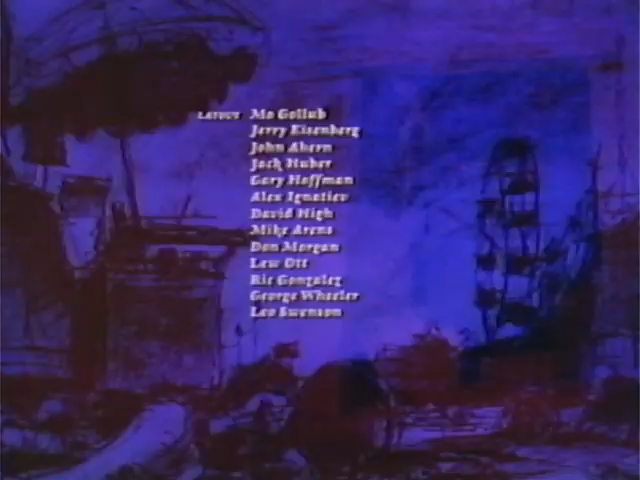 LAYOUT Mo Gollub
Jerry Eisenberg
John Ahern
Jack Huber
Gary Hoffman
Alex Ignatiev
David High
Mike Arens
Don Morgan
Lew Ott
Ric Gonzalez
George Wheeler
Leo Swenson